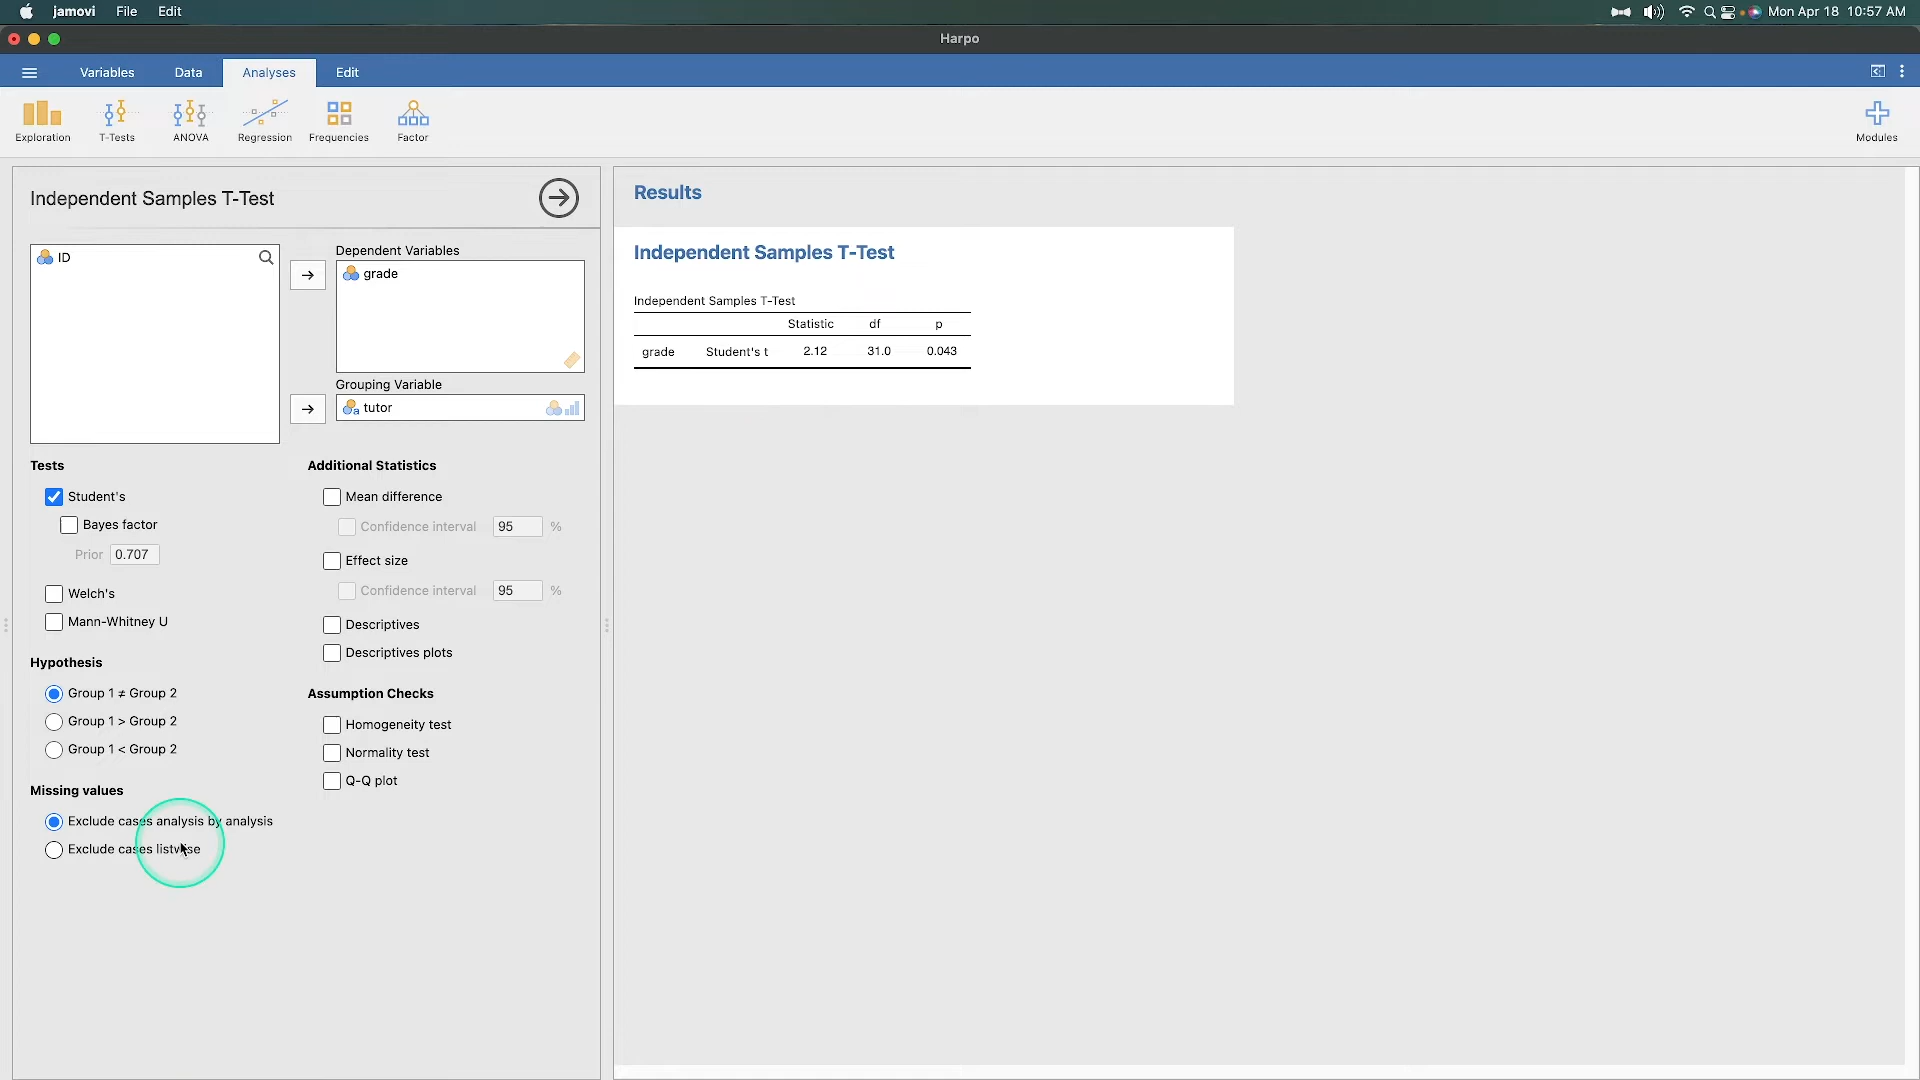 jamovi File Edit Mon Apr 18 10:57 AM
Harpo
Variables Data Analyses Edit
Exploration T-Tests ANOVA Regression Frequencies Factor Modules
Independent Samples T-Test
ID
Dependent Variables
grade
Grouping Variable
a tutor
Tests
Student's
Bayes factor
Prior 0.707
Welch's
Mann-Whitney U
Hypothesis
Group 1 ≠ Group 2
Group 1 > Group 2
Group 1 < Group 2
Missing values
Exclude cases analysis by analysis
Exclude cases listwise
Additional Statistics
Mean difference
Confidence interval 95 %
Effect size
Confidence interval 95 %
Descriptives
Descriptives plots
Assumption Checks
Homogeneity test
Normality test
Q-Q plot
Results
Independent Samples T-Test
Independent Samples T-Test
Statistic df p
grade Student's t 2.12 31.0 0.043